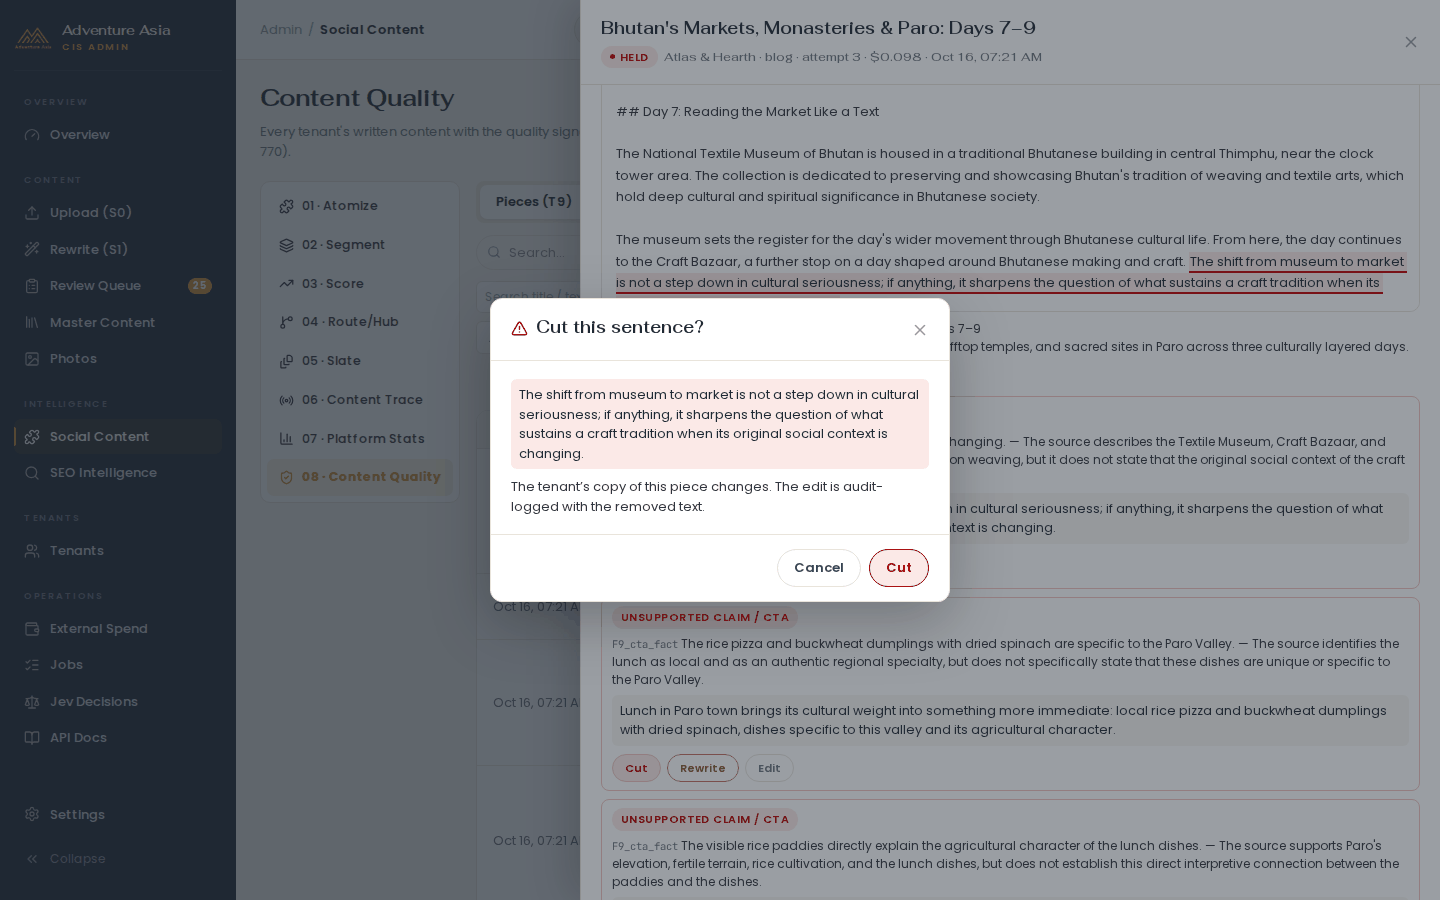 Adventure Asia
CIS ADMIN
OVERVIEW
Overview
CONTENT
Upload (S0)
Rewrite (S1)
Review Queue
25
Master Content
Photos
INTELLIGENCE
Social Content
SEO Intelligence
TENANTS
Tenants
OPERATIONS
External Spend
Jobs
Jev Decisions
API Docs
Settings
Collapse
Admin / Social Content
Content Quality
Every tenant's written content with the quality sign
770).
01 · Atomize
02 · Segment
03 · Score
04 · Route/Hub
05 · Slate
06 · Content Trace
07 · Platform Stats
08 · Content Quality
Pieces (T9)
Search...
Search title /
Oct 16, 07:21 A
Oct 16, 07:21 A
Oct 16, 07:21 A
Bhutan's Markets, Monasteries & Paro: Days 7–9
HELD
Atlas & Hearth · blog · attempt 3 · $0.098 · Oct 16, 07:21 AM
## Day 7: Reading the Market Like a Text
The National Textile Museum of Bhutan is housed in a traditional Bhutanese building in central Thimphu, near the clock
tower area. The collection is dedicated to preserving and showcasing Bhutan's tradition of weaving and textile arts, which
hold deep cultural and spiritual significance in Bhutanese society.
The museum sets the register for the day's wider movement through Bhutanese cultural life. From here, the day continues
to the Craft Bazaar, a further stop on a day shaped around Bhutanese making and craft. The shift from museum to market
is not a step down in cultural seriousness; if anything, it sharpens the question of what sustains a craft tradition when its
s 7–9
ftop temples, and sacred sites in Paro across three culturally layered days.
hanging. — The source describes the Textile Museum, Craft Bazaar, and
on weaving, but it does not state that the original social context of the craft
n in cultural seriousness; if anything, it sharpens the question of what
text is changing.
Cut this sentence?
The shift from museum to market is not a step down in cultural
seriousness; if anything, it sharpens the question of what
sustains a craft tradition when its original social context is
changing.
The tenant's copy of this piece changes. The edit is audit-
logged with the removed text.
Cancel
Cut
UNSUPPORTED CLAIM / CTA
F9_cta_fact The rice pizza and buckwheat dumplings with dried spinach are specific to the Paro Valley. — The source identifies the
lunch as local and as an authentic regional specialty, but does not specifically state that these dishes are unique or specific to
the Paro Valley.
Lunch in Paro town brings its cultural weight into something more immediate: local rice pizza and buckwheat dumplings
with dried spinach, dishes specific to this valley and its agricultural character.
Cut
Rewrite
Edit
UNSUPPORTED CLAIM / CTA
F9_cta_fact The visible rice paddies directly explain the agricultural character of the lunch dishes. — The source supports Paro's
elevation, fertile terrain, rice cultivation, and the lunch dishes, but does not establish this direct interpretive connection between the
paddies and the dishes.